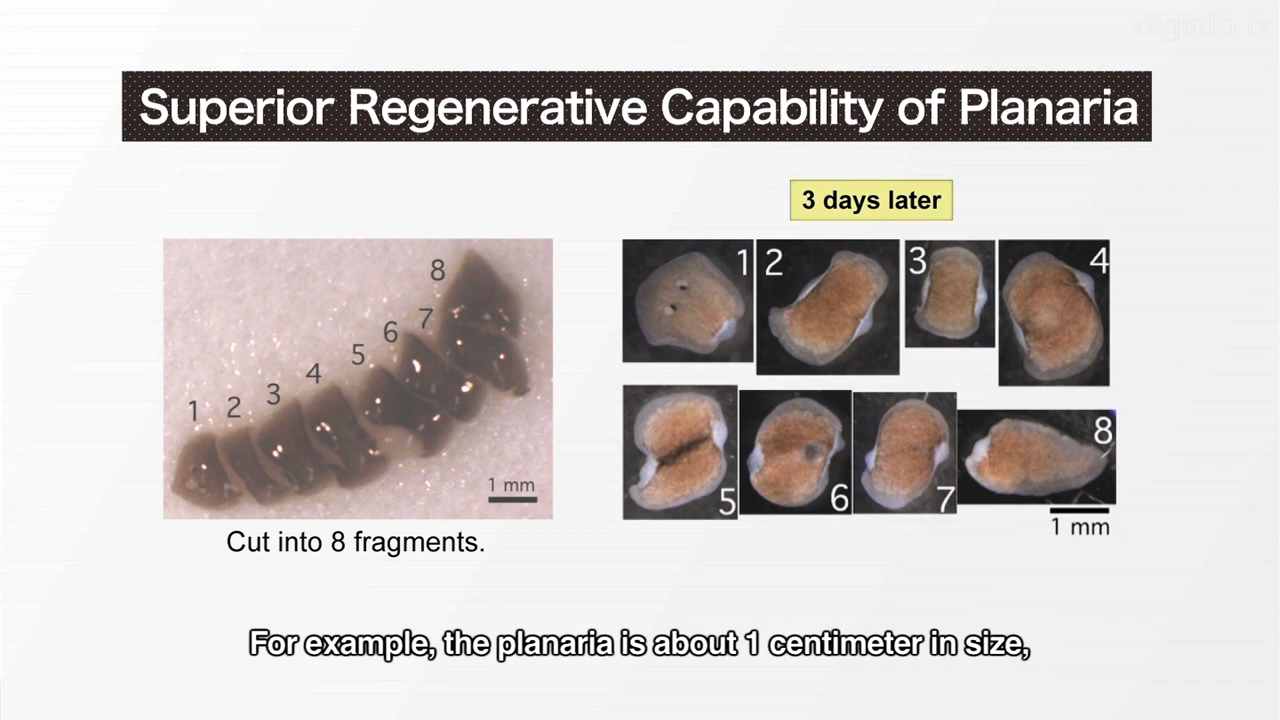 diginfo.tv
Superior Regenerative Capability of Planaria
3 days later
8
7
6
5
4
3
2
1
1 mm
Cut into 8 fragments.
1
2
3
4
5
6
7
8
1 mm
For example, the planaria is about 1 centimeter in size,